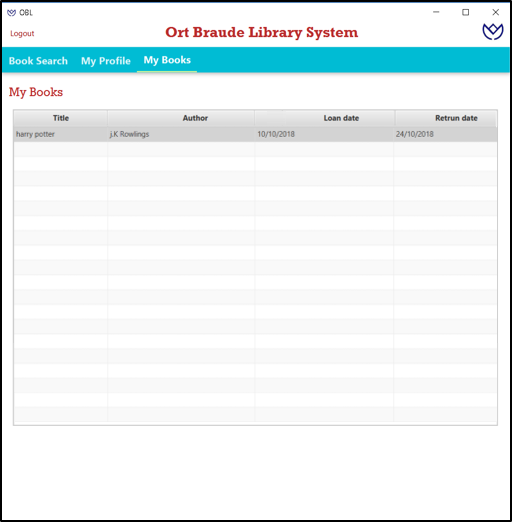 OBL
Logout
Ort Braude Library System
Book Search My Profile My Books
My Books
Title Author Loan date Retrun date
harry potter j.K Rowlings 10/10/2018 24/10/2018